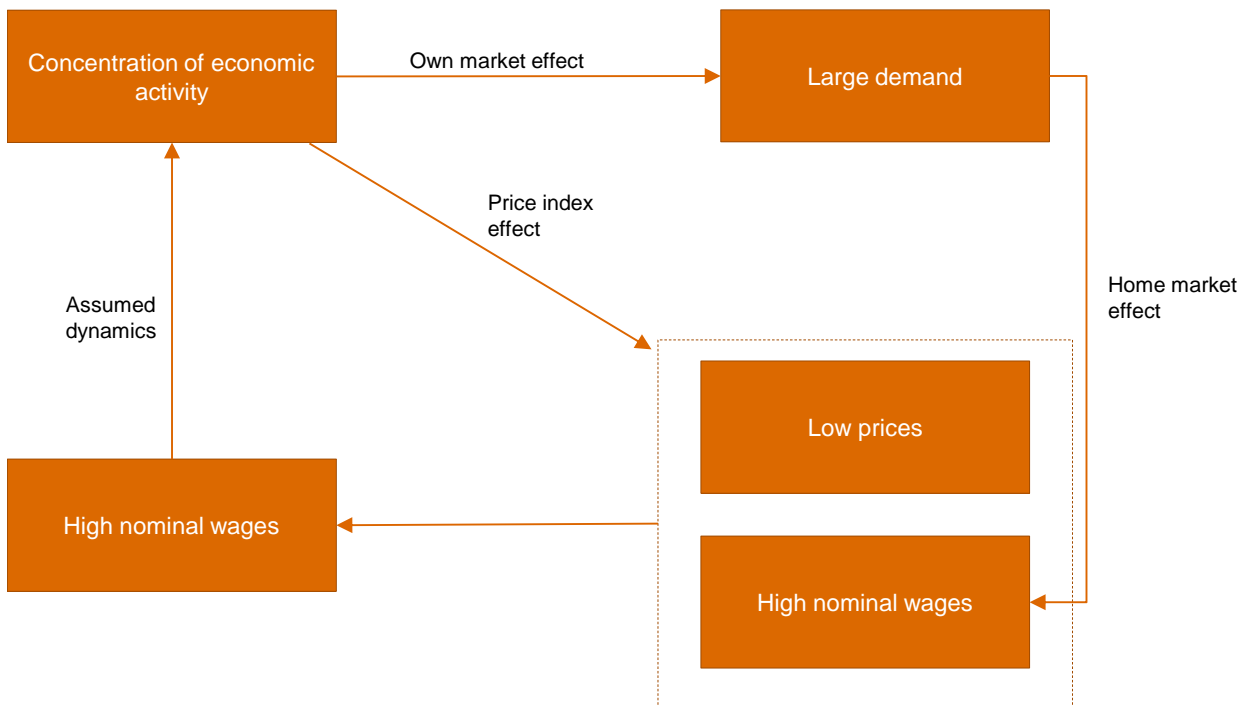 Concentration of economic
activity
Own market effect
Large demand
Price index
effect
Home market
effect
Assumed
dynamics
Low prices
High nominal wages
High nominal wages